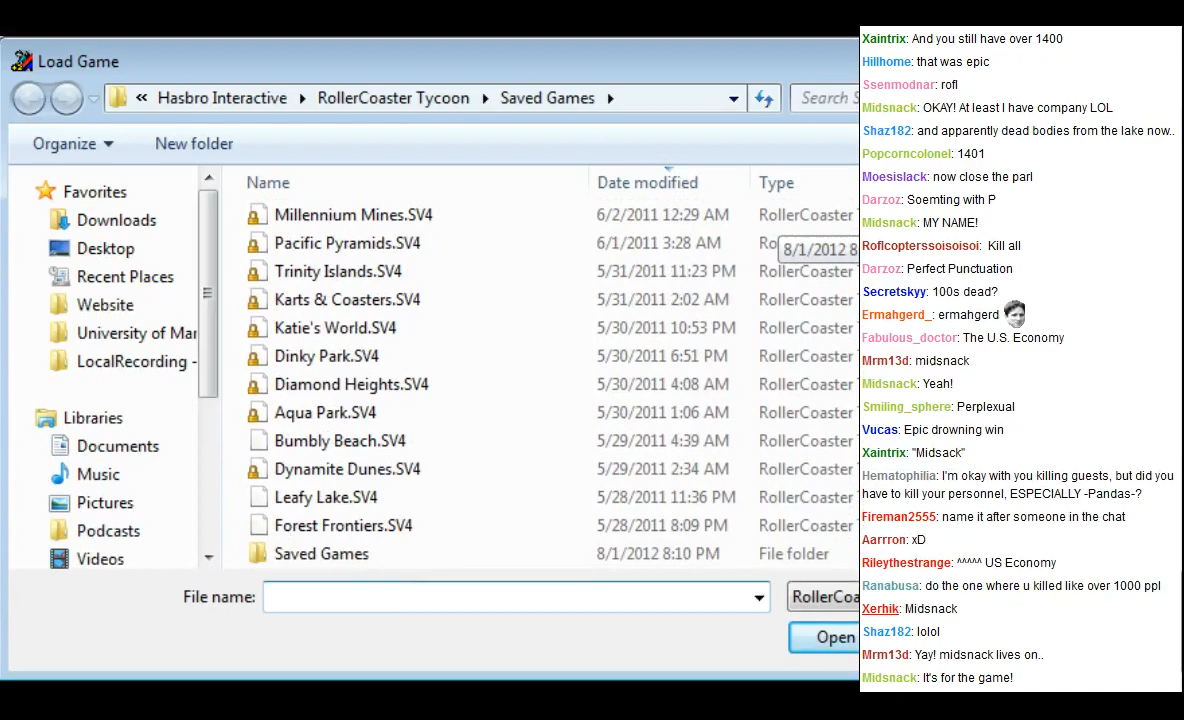 Load Game
« Hasbro Interactive RollerCoaster Tycoon Saved Games Search S
Organize New folder
Favorites
Downloads
Desktop
Recent Places
Website
University of Mar
LocalRecording -
Libraries
Documents
Music
Pictures
Podcasts
Videos
Name Date modified Type
Millennium Mines.SV4 6/2/2011 12:29 AM RollerCoaster
Pacific Pyramids.SV4 6/1/2011 3:28 AM Ro
8/1/2012 8
Trinity Islands.SV4 5/31/2011 11:23 PM RollerCoaster
Karts & Coasters.SV4 5/31/2011 2:02 AM RollerCoaster
Katie's World.SV4 5/30/2011 10:53 PM RollerCoaster
Dinky Park.SV4 5/30/2011 6:51 PM RollerCoaster
Diamond Heights.SV4 5/30/2011 4:08 AM RollerCoaster
Aqua Park.SV4 5/30/2011 1:06 AM RollerCoaster
Bumbly Beach.SV4 5/29/2011 4:39 AM RollerCoaster
Dynamite Dunes.SV4 5/29/2011 2:34 AM RollerCoaster
Leafy Lake.SV4 5/28/2011 11:36 PM RollerCoaster
Forest Frontiers.SV4 5/28/2011 8:09 PM RollerCoaster
Saved Games 8/1/2012 8:10 PM File folder
File name: RollerCoa
Open
Xaintrix: And you still have over 1400
Hillhome: that was epic
Ssenmodnar: rofl
Midsnack: OKAY! At least I have company LOL
Shaz182: and apparently dead bodies from the lake now..
Popcorncolonel: 1401
Moesislack: now close the parl
Darzoz: Soemting with P
Midsnack: MY NAME!
Roflcopterssoisoisoi: Kill all
Darzoz: Perfect Punctuation
Secretskyy: 100s dead?
Ermahgerd_: ermahgerd
Fabulous_doctor: The U.S. Economy
Mrm13d: midsnack
Midsnack: Yeah!
Smiling_sphere: Perplexual
Vucas: Epic drowning win
Xaintrix: "Midsack"
Hematophilia: I'm okay with you killing guests, but did you
have to kill your personnel, ESPECIALLY -Pandas-?
Fireman2555: name it after someone in the chat
Aarrron: xD
Rileythestrange: ^^^^^ US Economy
Ranabusa: do the one where u killed like over 1000 ppl
Xerhik: Midsnack
Shaz182: lolol
Mrm13d: Yay! midsnack lives on..
Midsnack: It's for the game!